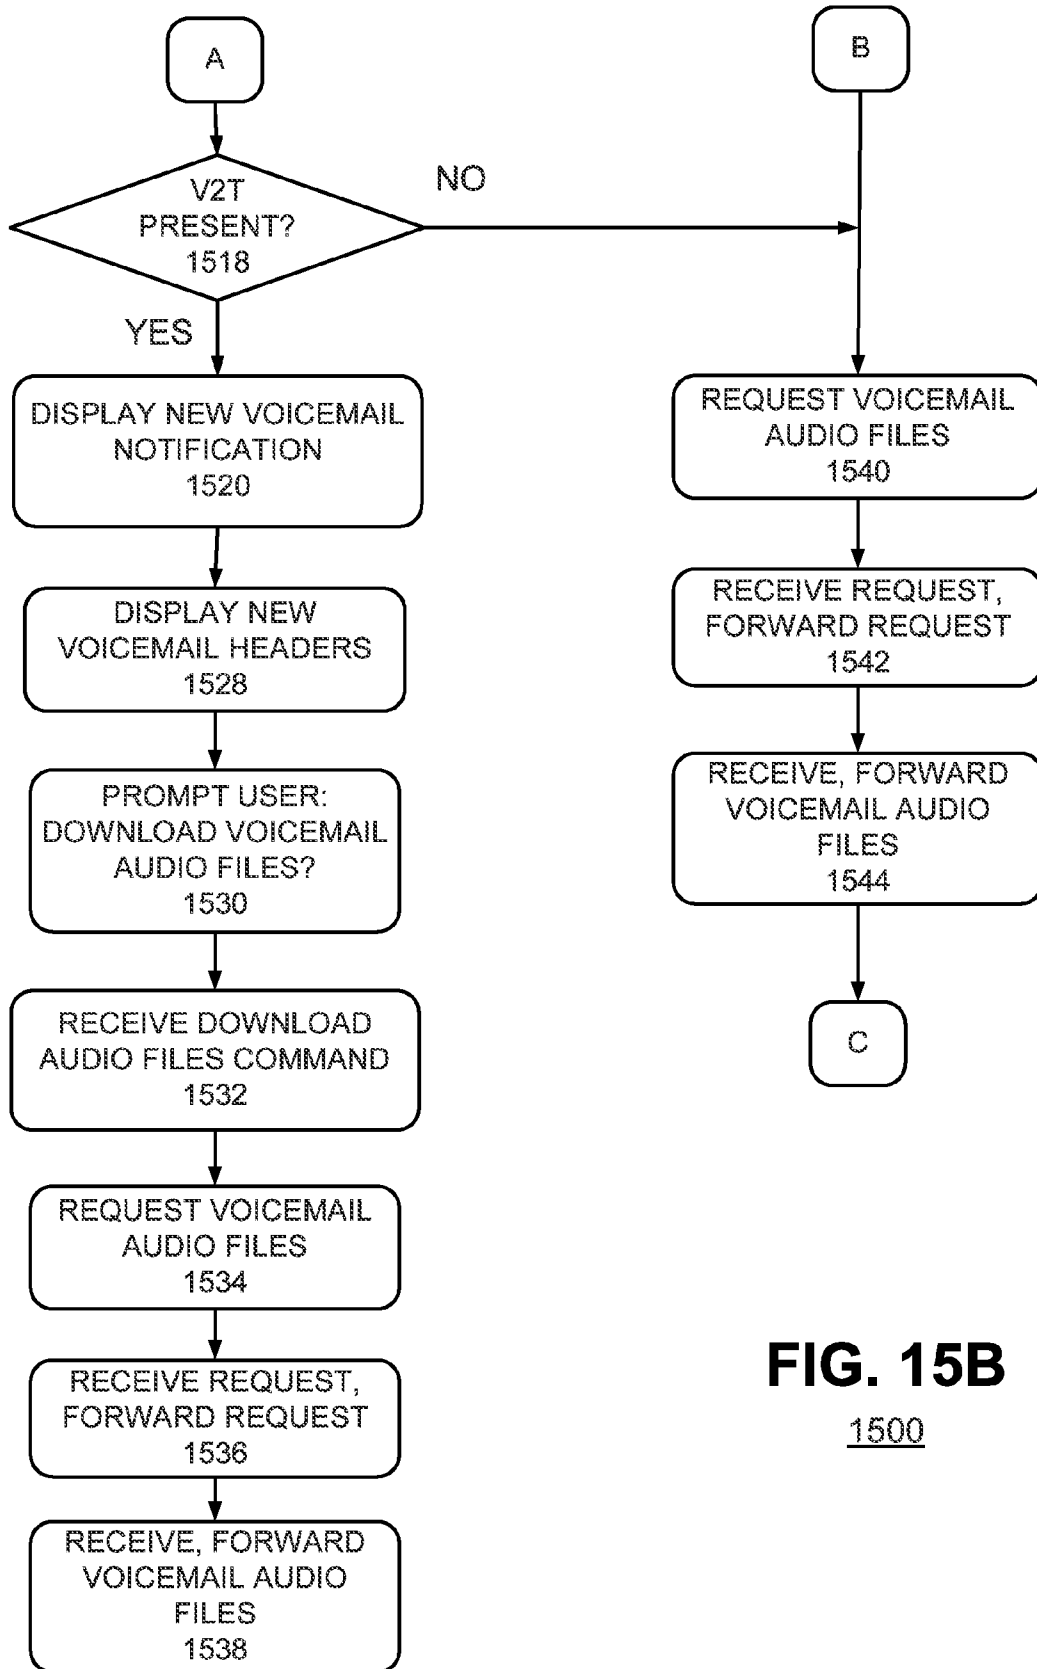 A
V2T
PRESENT?
1518
NO
YES
DISPLAY NEW VOICEMAIL
NOTIFICATION
1520
DISPLAY NEW
VOICEMAIL HEADERS
1528
PROMPT USER:
DOWNLOAD VOICEMAIL
AUDIO FILES?
1530
RECEIVE DOWNLOAD
AUDIO FILES COMMAND
1532
REQUEST VOICEMAIL
AUDIO FILES
1534
RECEIVE REQUEST,
FORWARD REQUEST
1536
RECEIVE, FORWARD
VOICEMAIL AUDIO
FILES
1538
B
REQUEST VOICEMAIL
AUDIO FILES
1540
RECEIVE REQUEST,
FORWARD REQUEST
1542
RECEIVE, FORWARD
VOICEMAIL AUDIO
FILES
1544
C
FIG. 15B
1500